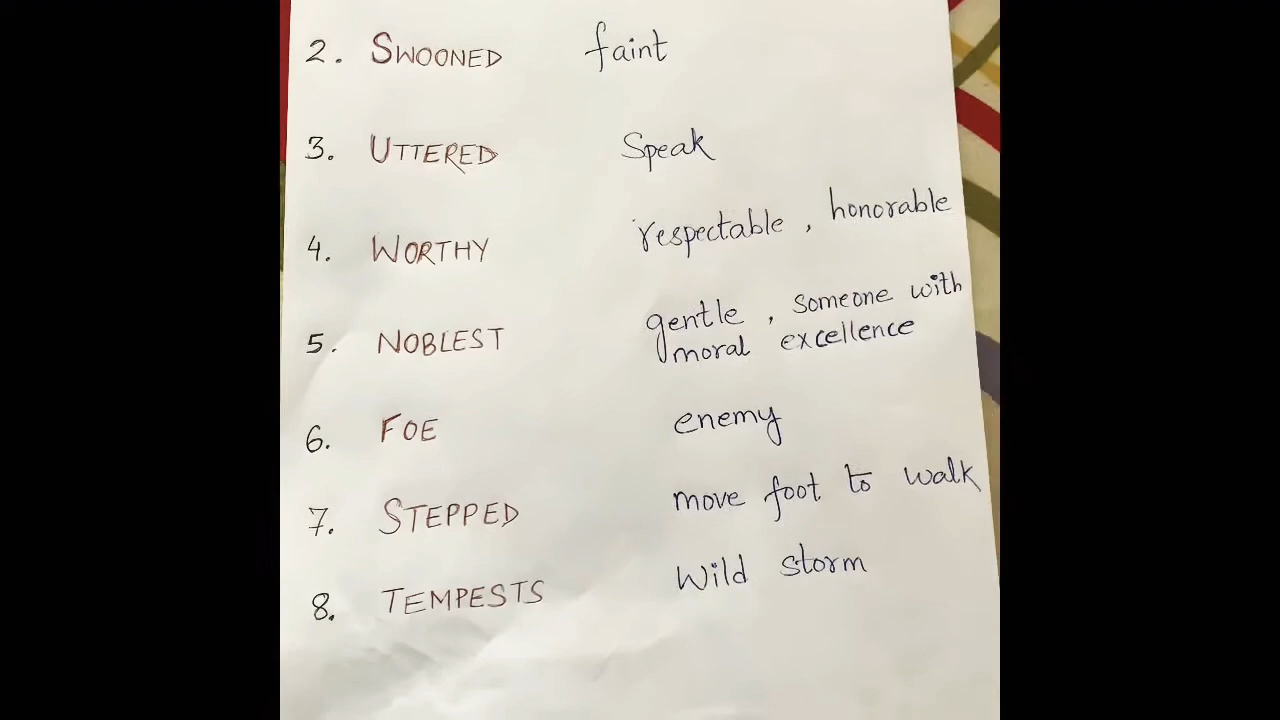 2. SWOONED faint
3. UTTERED Speak
4. WORTHY respectable, honorable
5. NOBLEST gentle, someone with
moral excellence
6. FOE enemy
7. STEPPED move foot to walk
8. TEMPESTS Wild storm